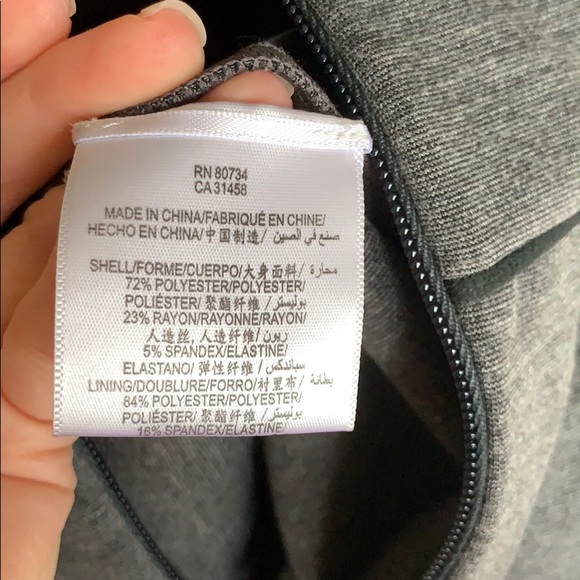 RN 80734
CA 31458
MADE IN CHINA/FABRIQUÉ EN CHINE/
HECHO EN CHINA/中国制造/ صنع في الصين
SHELL/FORME/CUERPO/大身面料/ محارة
72% POLYESTER/POLYESTER/
POLIÉSTER/聚酯纤维/ بوليستر
23% RAYON/RAYONNE/RAYON/
人造丝, 人造纤维/ ريون
5% SPANDEX/ELASTINE/
ELASTANO/ 弹性纤维/ سباندكس
LINING/DOUBLURE/FORRO/衬里布/ بطانة
84% POLYESTER/POLYESTER/
POLIÉSTER/ 聚酯纤维/ بوليستر
16% SPANDEX/ELASTINE/